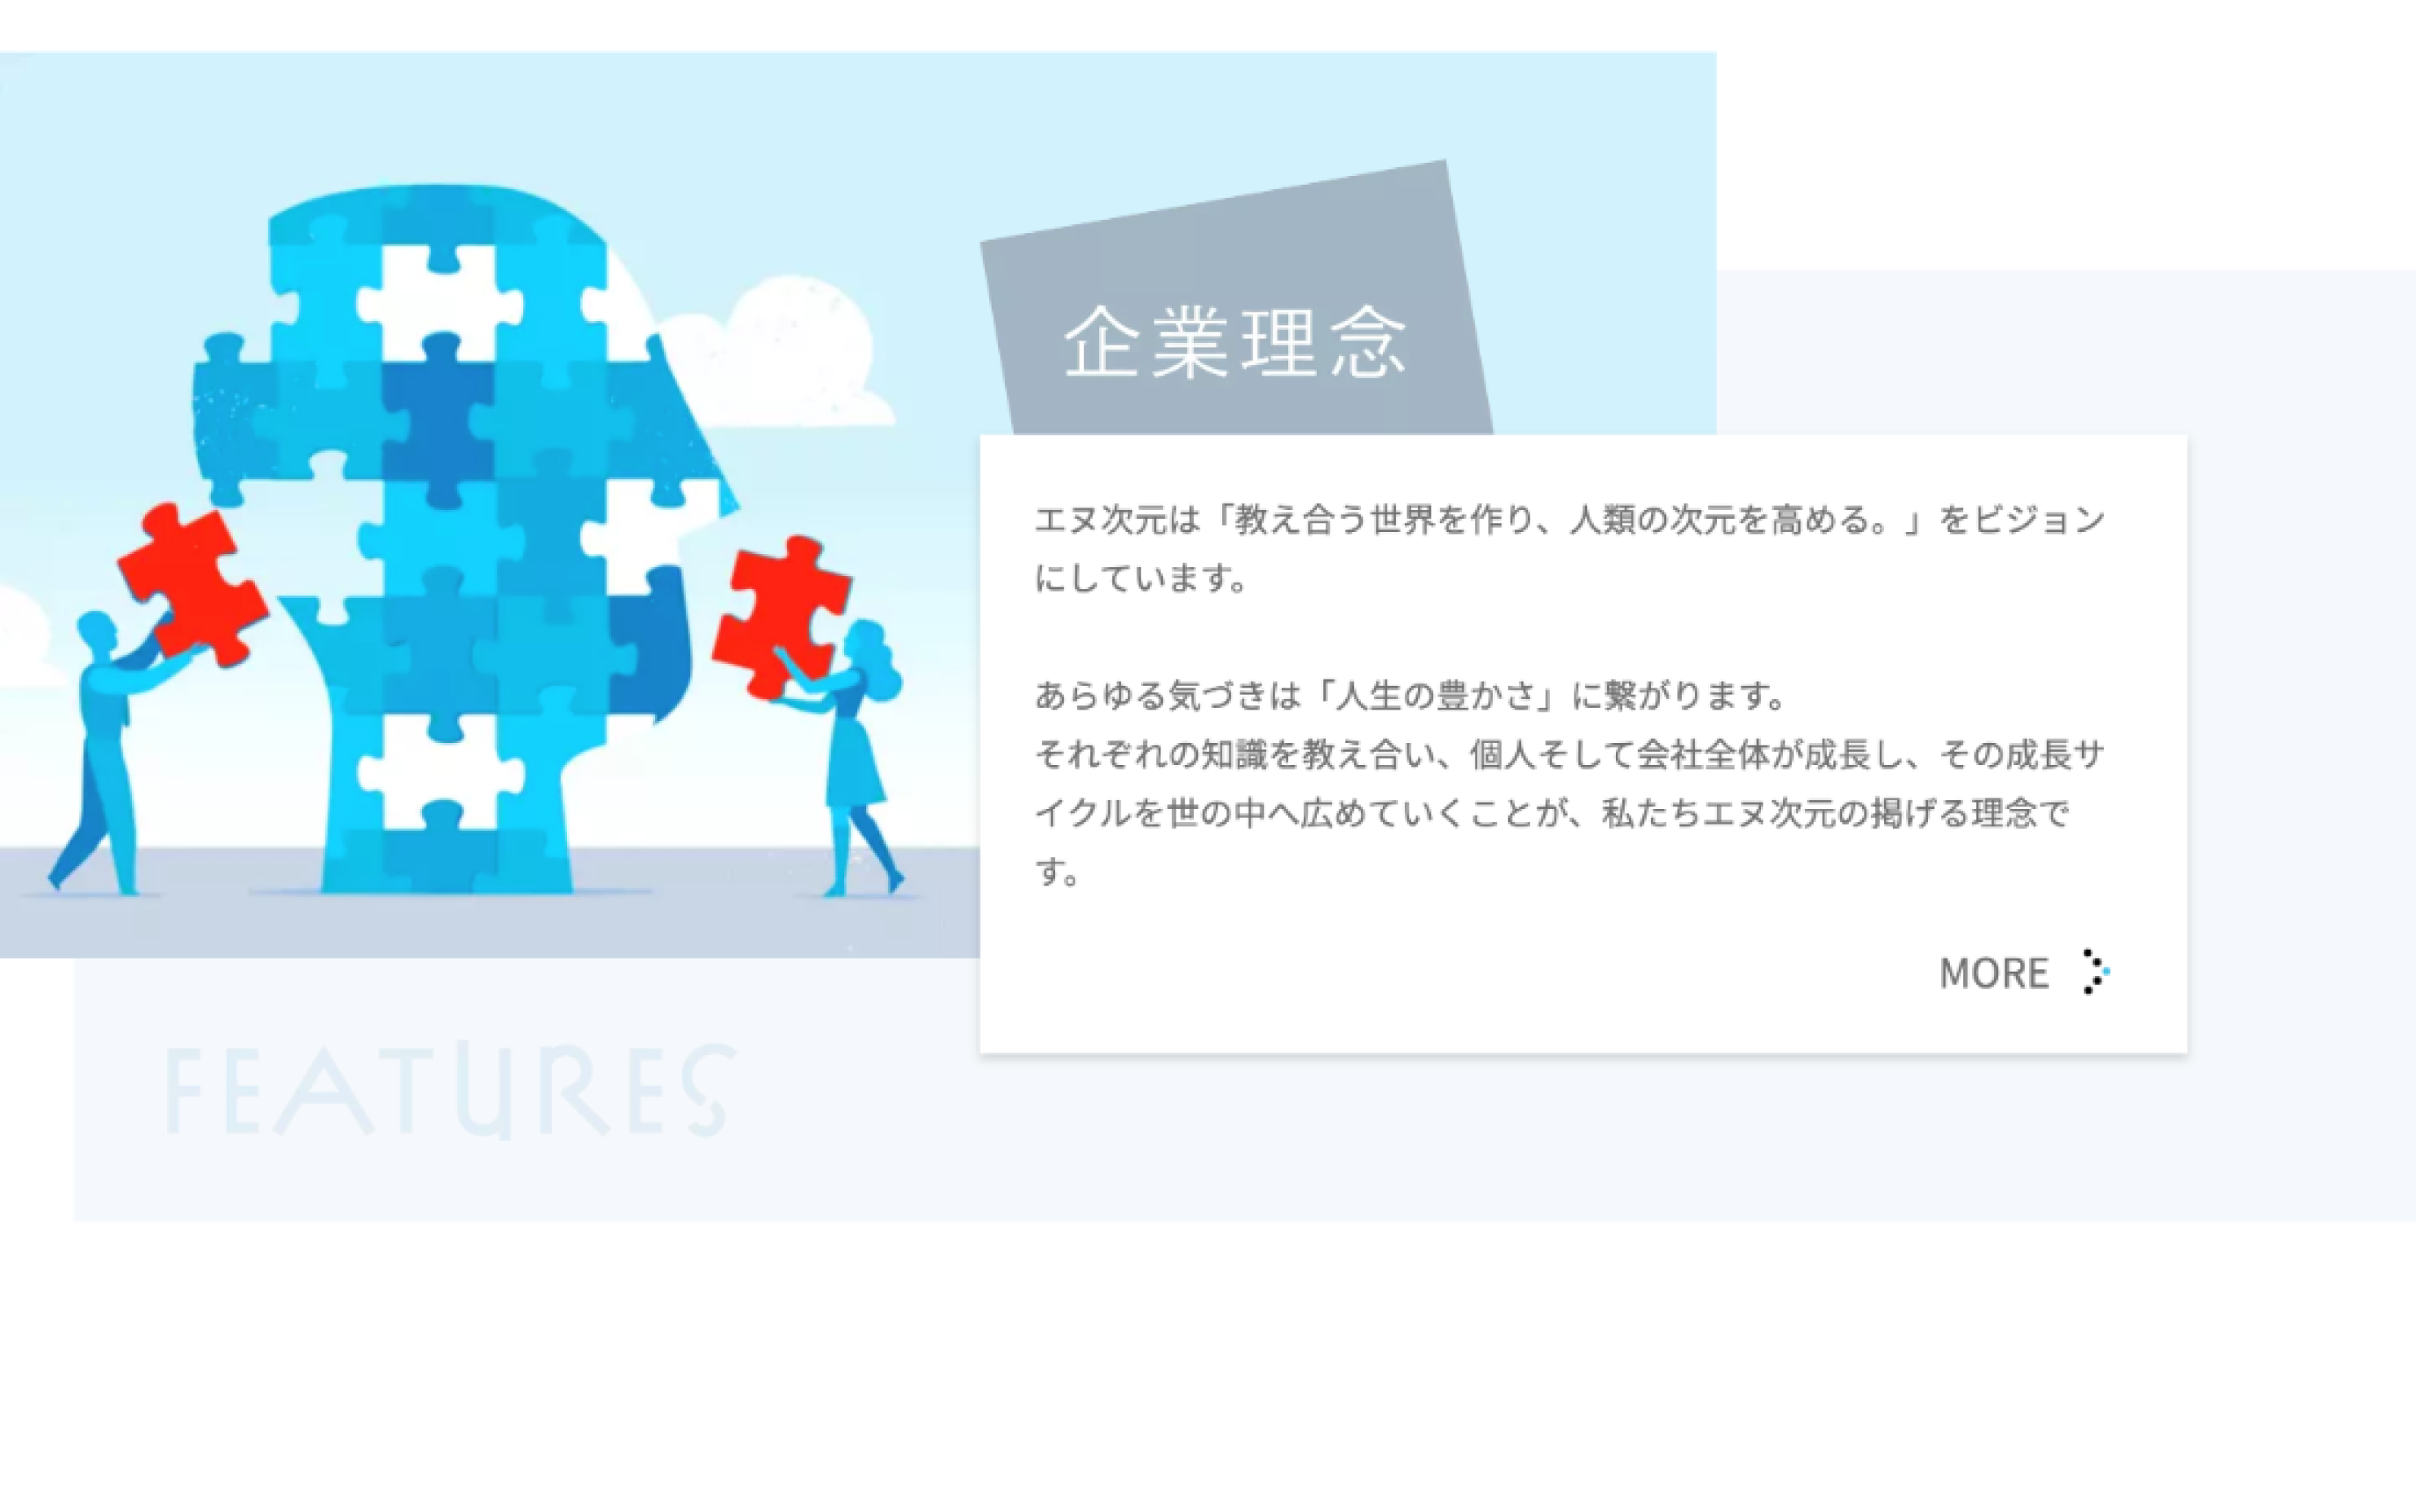 企業理念
エヌ次元は「教え合う世界を作り、人類の次元を高める。」をビジョン
にしています。
あらゆる気づきは「人生の豊かさ」に繋がります。
それぞれの知識を教え合い、個人そして会社全体が成長し、その成長サ
イクルを世の中へ広めていくことが、私たちエヌ次元の掲げる理念で
す。
MORE
FEATURES